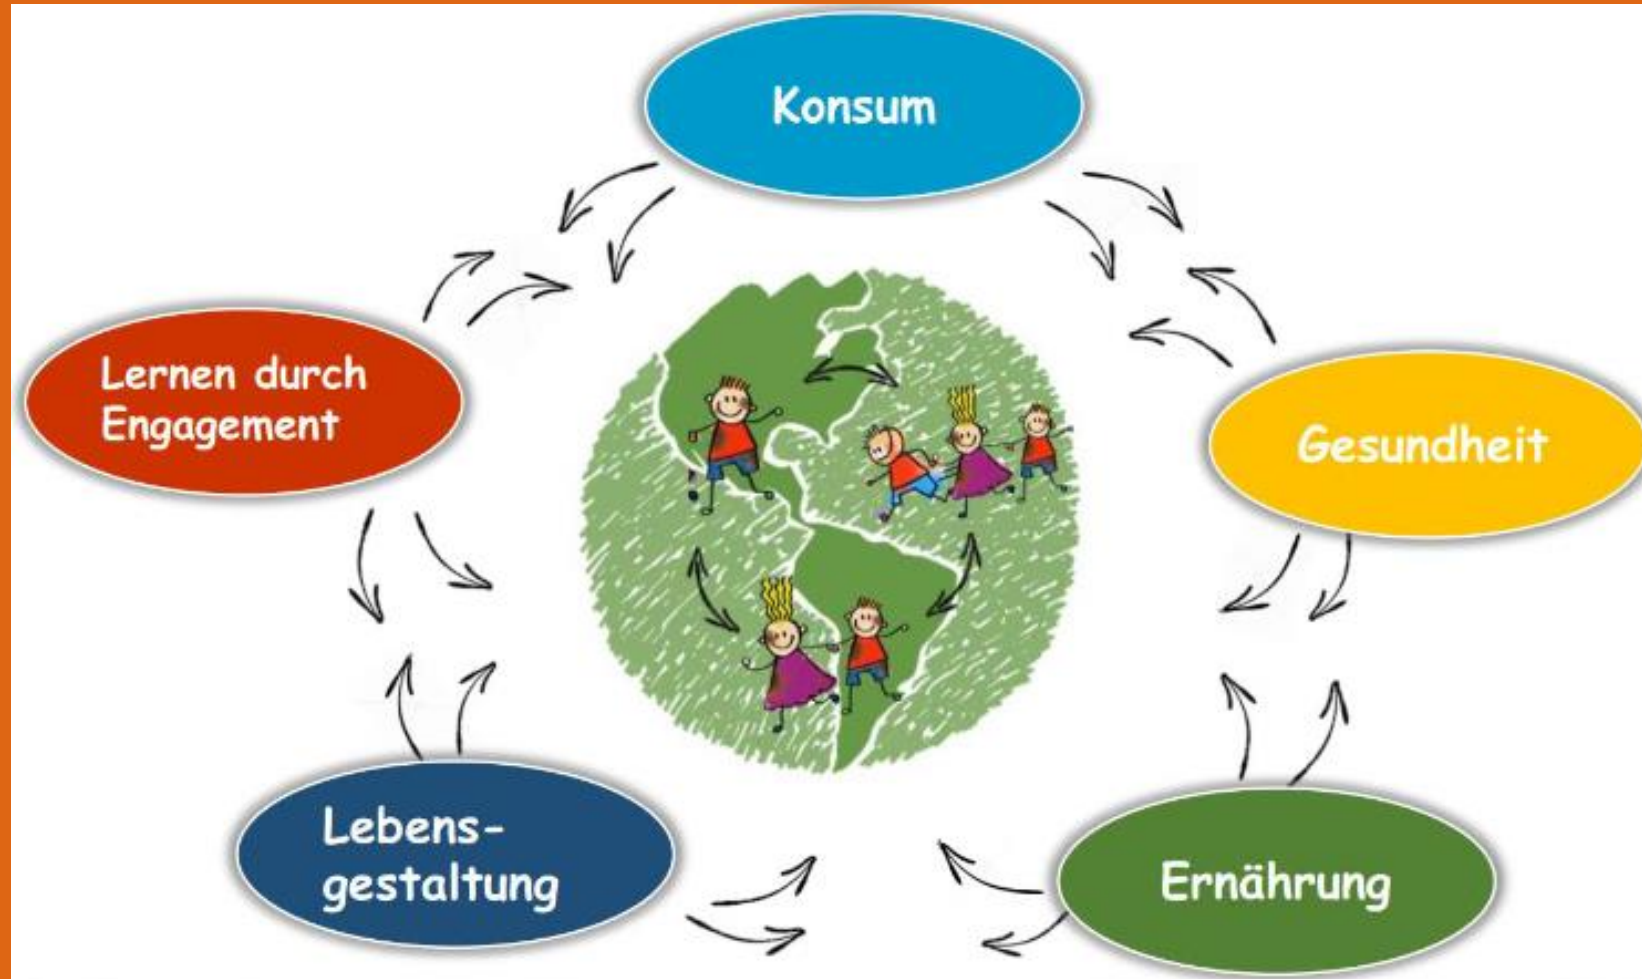 Konsum
Lernen durch
Engagement
Gesundheit
Lebens-
gestaltung
Ernährung